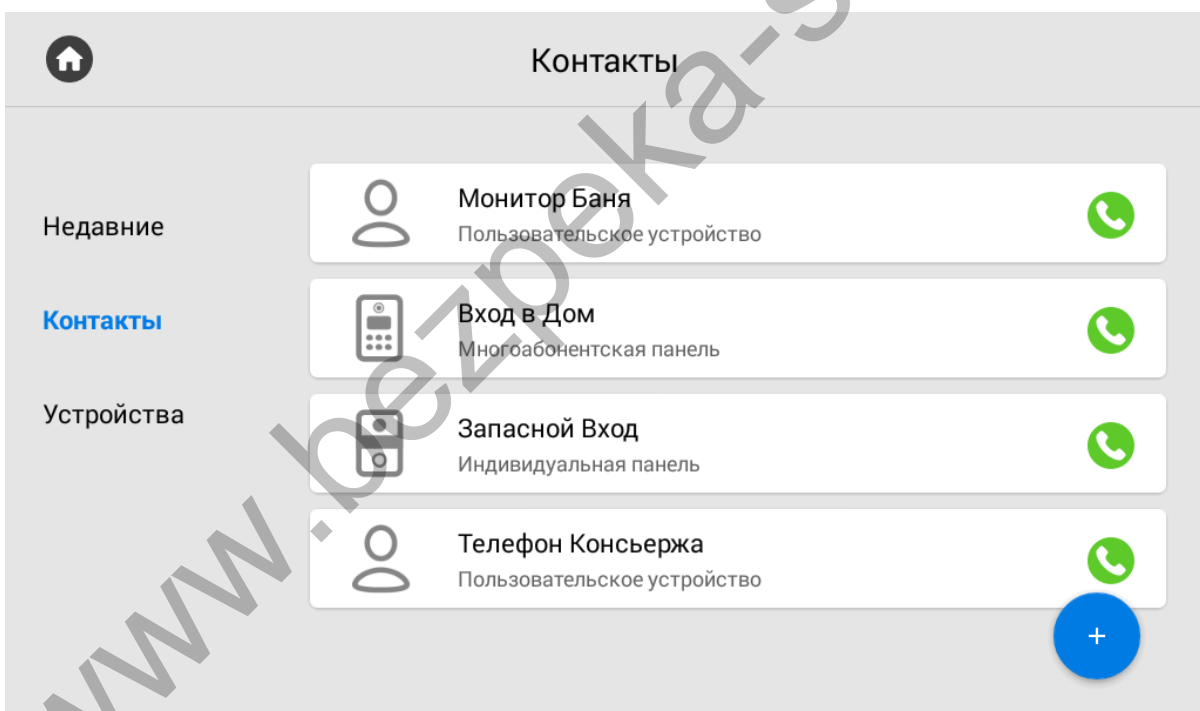 Контакты
Недавние
Контакты
Устройства
Монитор Баня
Пользовательское устройство
Вход в Дом
Многоабонентская панель
Запасной Вход
Индивидуальная панель
Телефон Консьержа
Пользовательское устройство
+
www.bezpeka-s